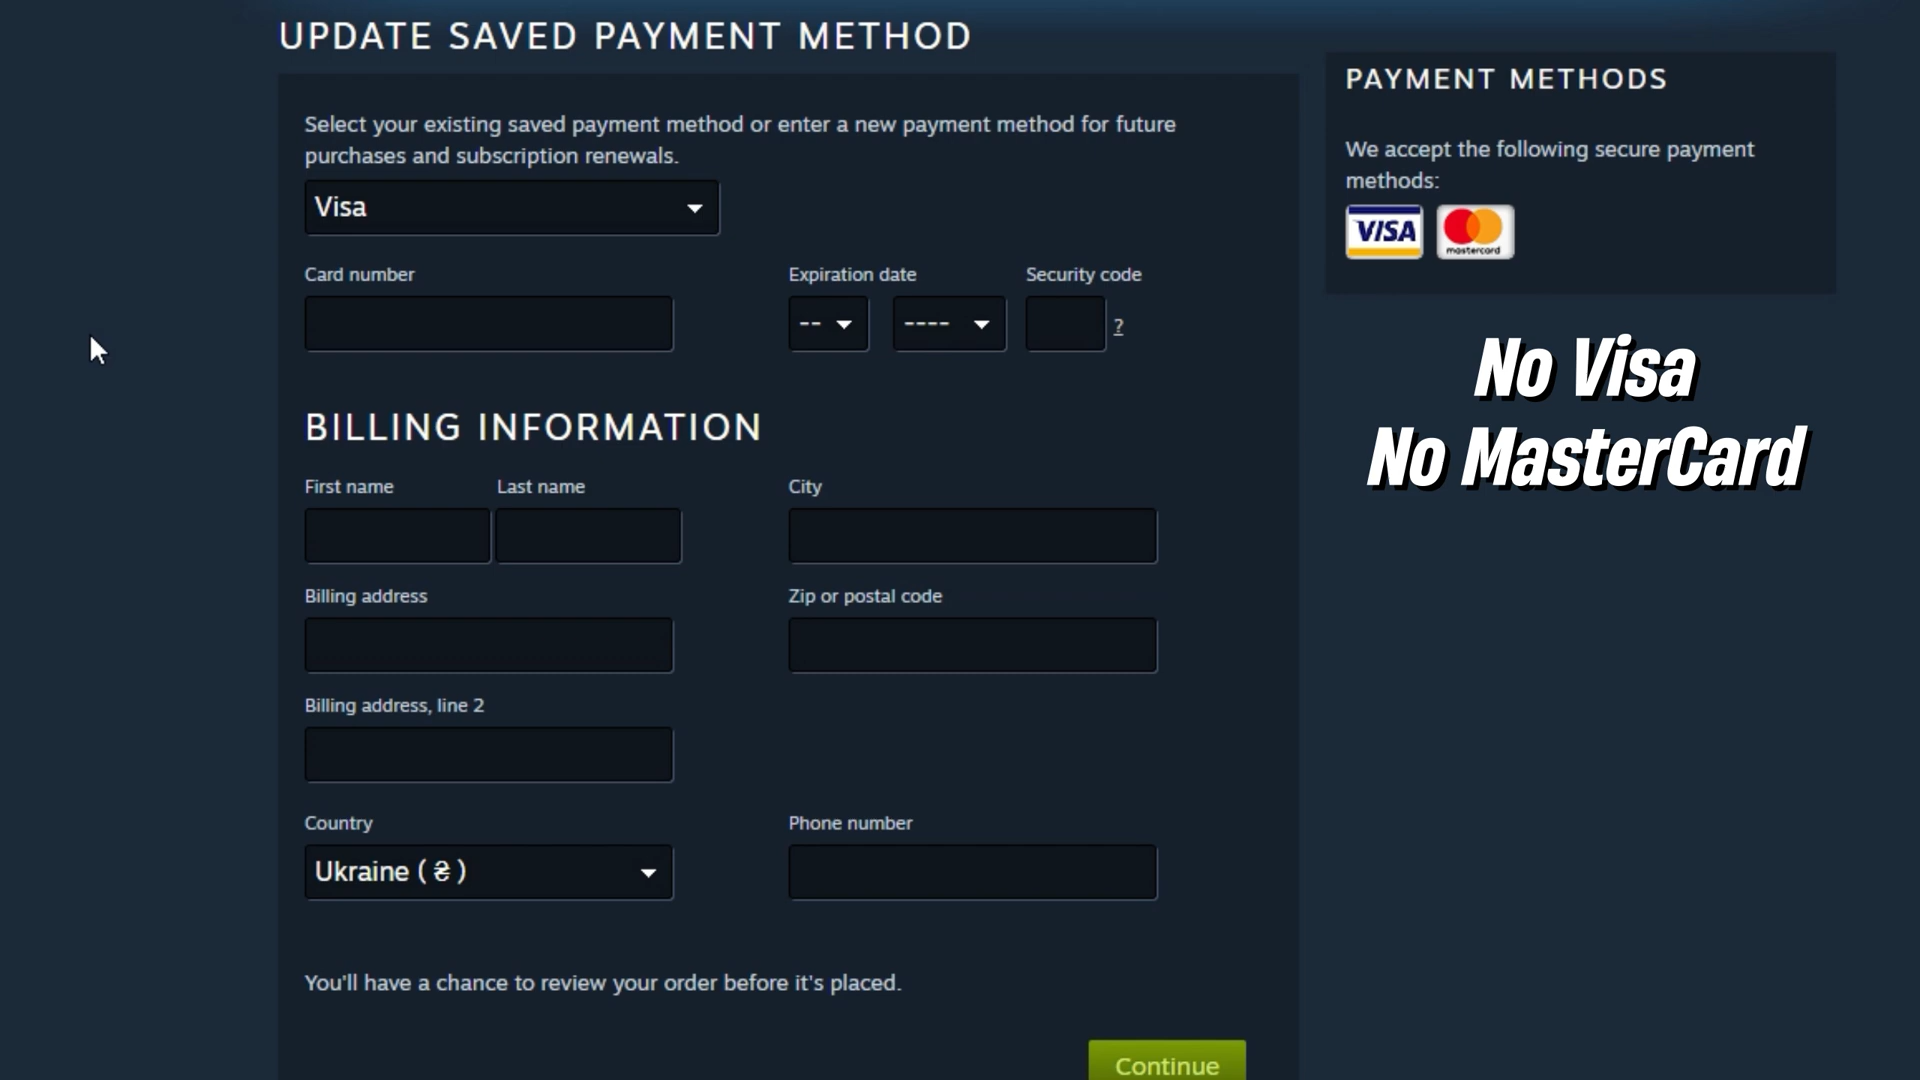 UPDATE SAVED PAYMENT METHOD
Select your existing saved payment method or enter a new payment method for future
purchases and subscription renewals.
Visa
Card number
Expiration date
Security code
--
----
?
BILLING INFORMATION
First name
Last name
City
Billing address
Zip or postal code
Billing address, line 2
Country
Phone number
Ukraine ( ₴ )
You'll have a chance to review your order before it's placed.
Continue
PAYMENT METHODS
We accept the following secure payment
methods:
VISA
mastercard
No Visa
No MasterCard